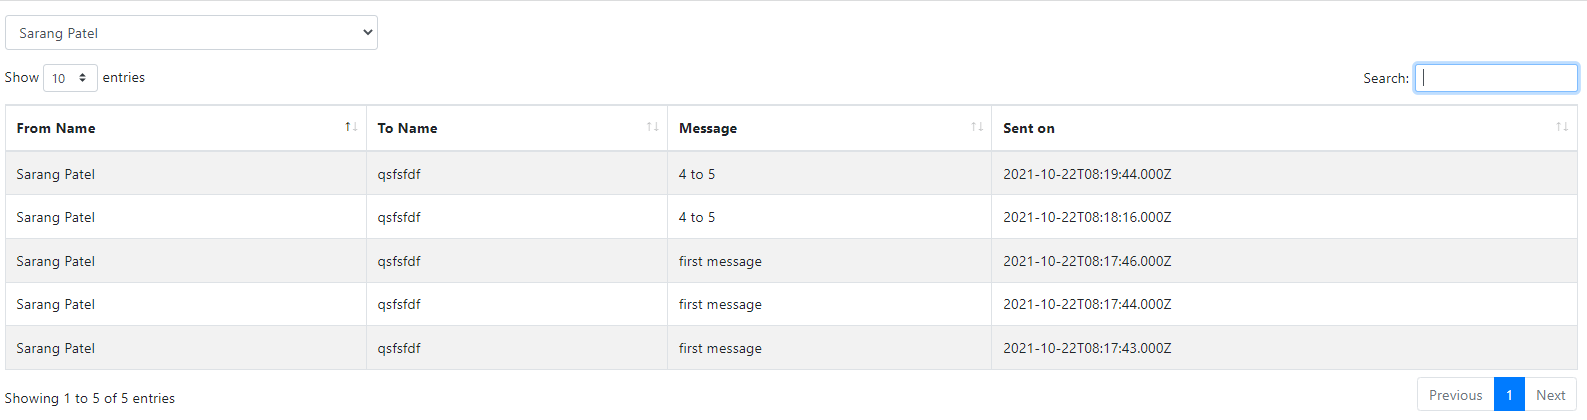 Sarang Patel
Show 10 entries Search:
From Name To Name Message Sent on
Sarang Patel qsfsfdf 4 to 5 2021-10-22T08:19:44.000Z
Sarang Patel qsfsfdf 4 to 5 2021-10-22T08:18:16.000Z
Sarang Patel qsfsfdf first message 2021-10-22T08:17:46.000Z
Sarang Patel qsfsfdf first message 2021-10-22T08:17:44.000Z
Sarang Patel qsfsfdf first message 2021-10-22T08:17:43.000Z
Showing 1 to 5 of 5 entries Previous 1 Next